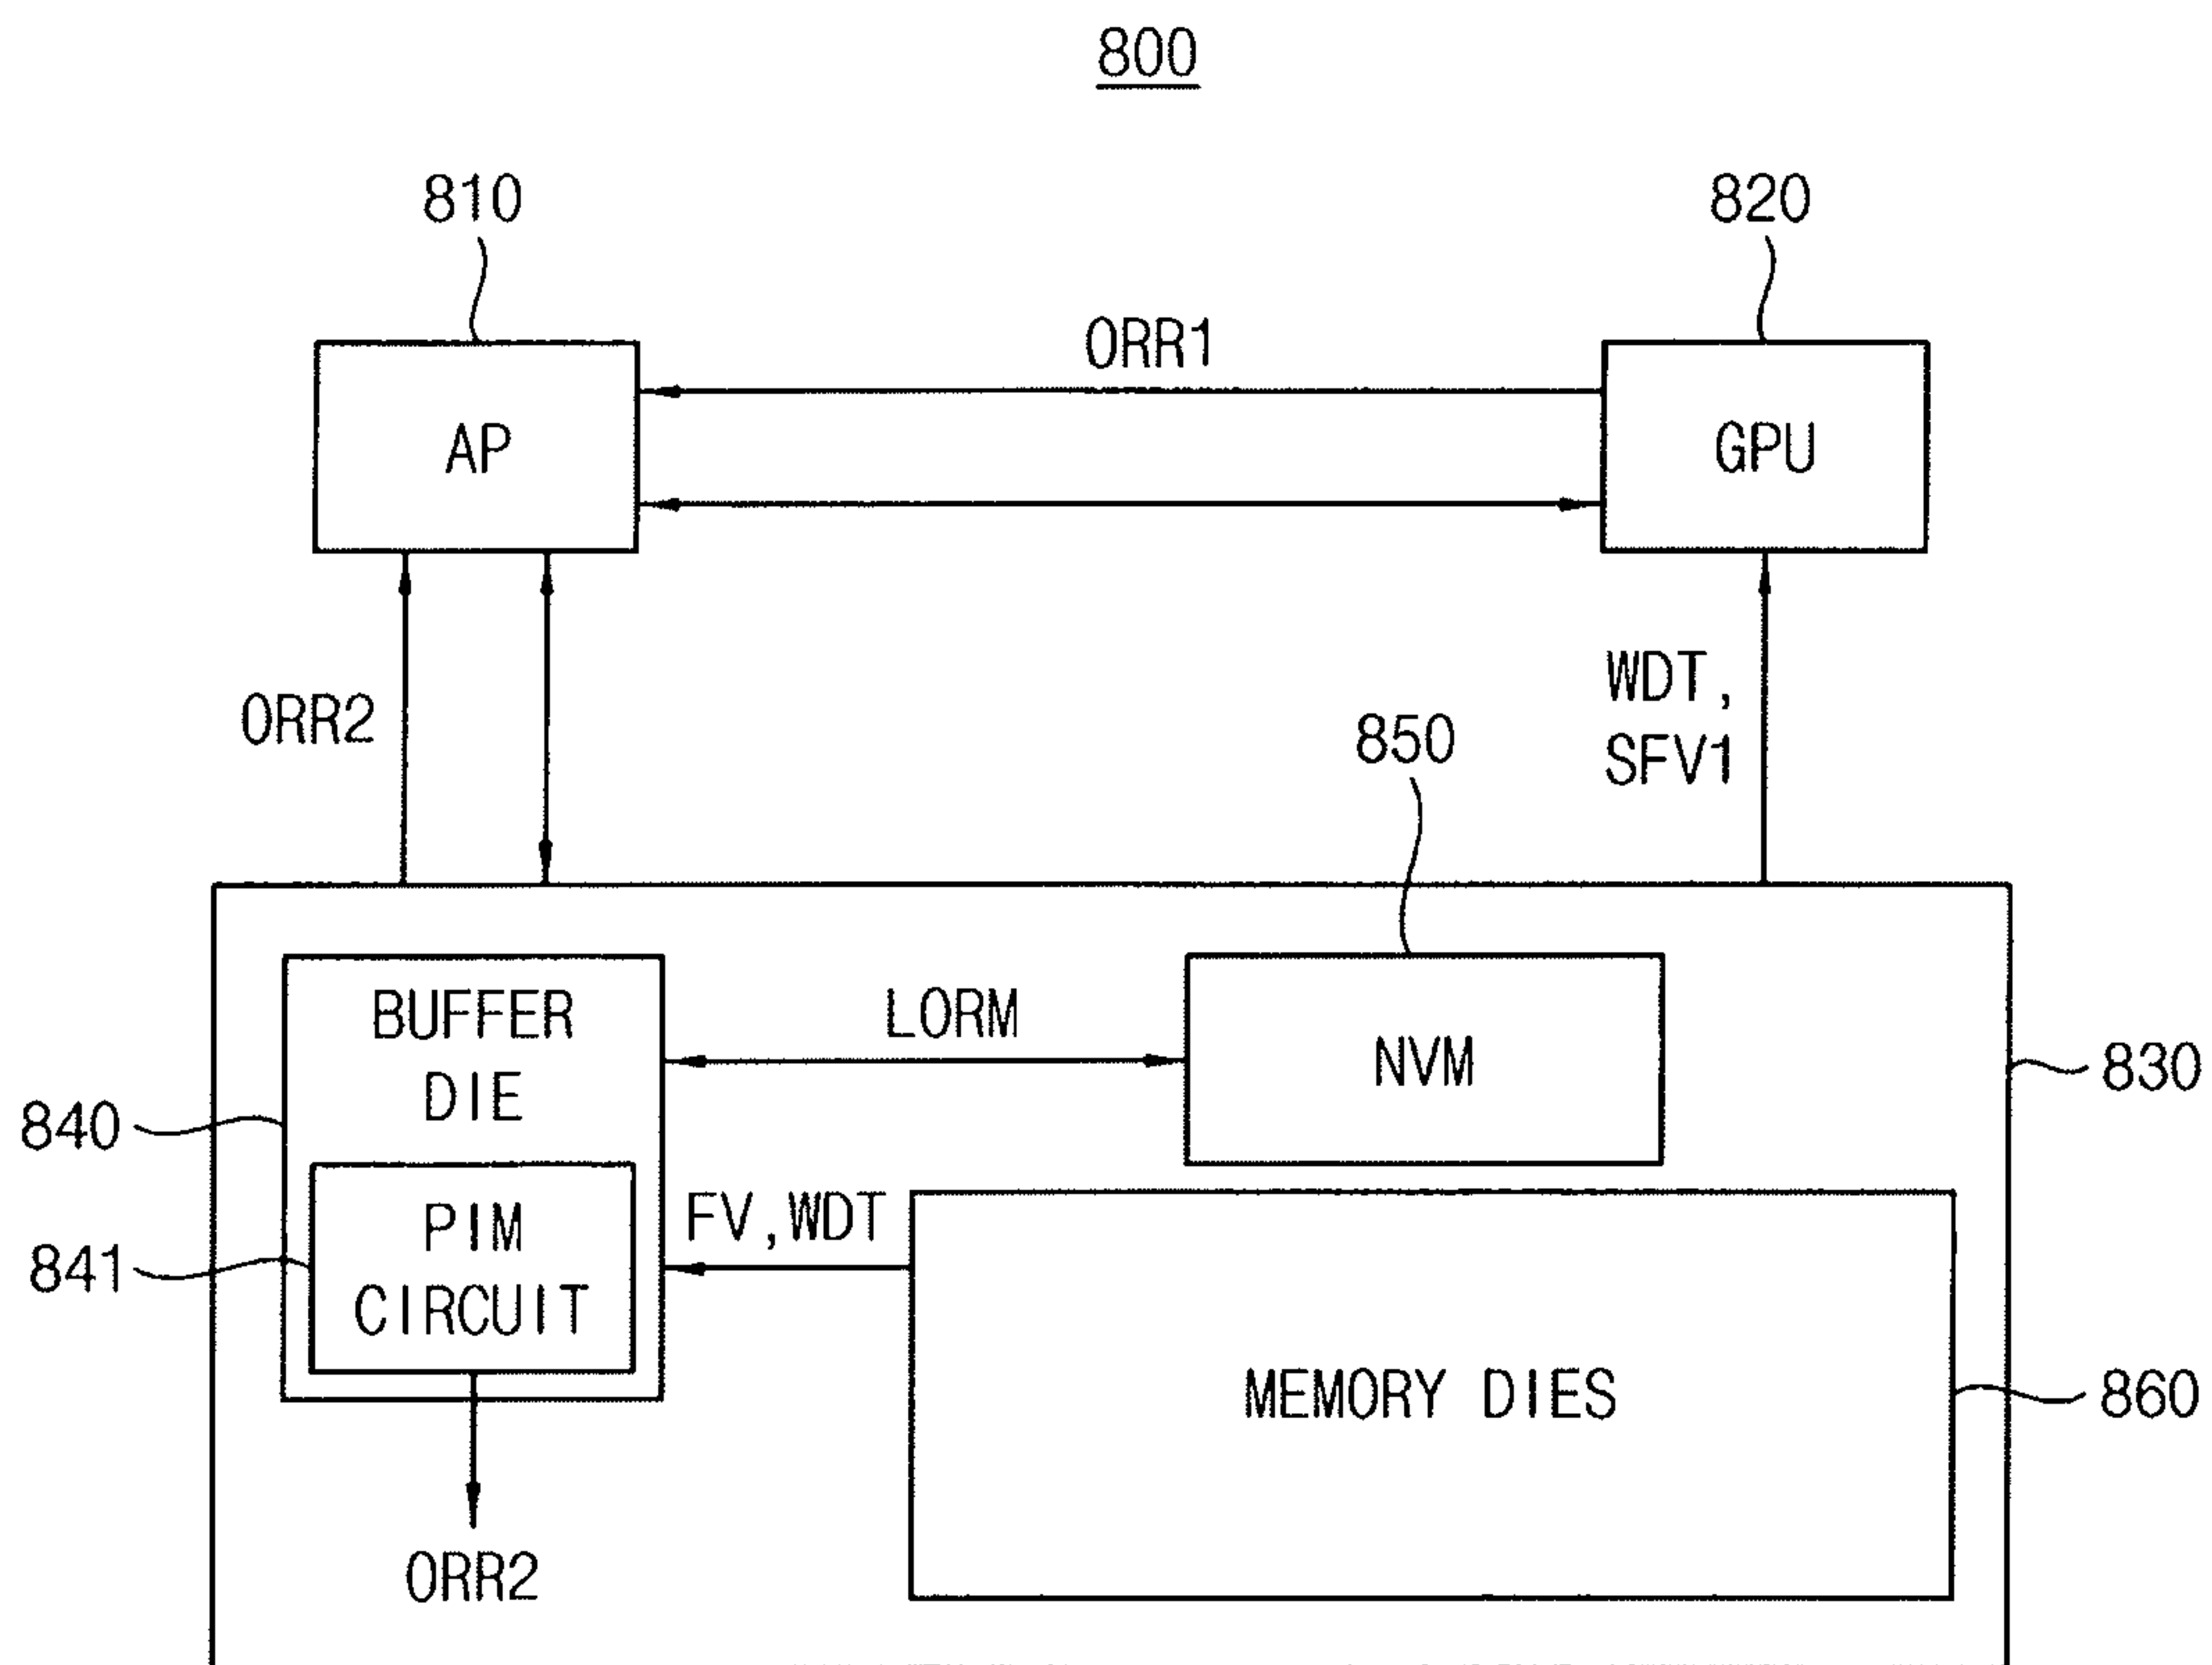 800
810
820
ORR1
AP
GPU
ORR2
WDT,
SFV1
850
BUFFER
DIE
LORM
NVM
830
840
PIM
CIRCUIT
FV,WDT
841
MEMORY DIES
860
ORR2